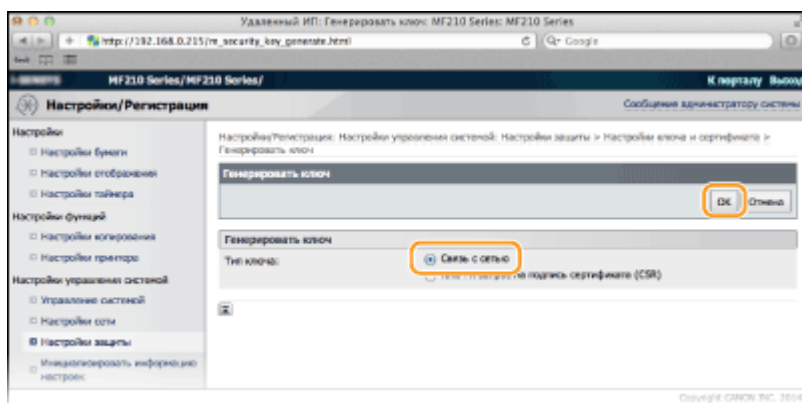 Удаленный ИП: Генерировать ключ: MF210 Series: MF210 Series
http://192.168.0.215/m_security_key_generate.html
Google
MF210 Series/MF210 Series/
К порталу Выход
Настройки/Регистрация
Сообщение администратору системы
Настройки
Настройки бумаги
Настройки отображения
Настройки таймера
Настройки функций
Настройки копирования
Настройки принтера
Настройки управления системой
Управление системой
Настройки сети
Настройки защиты
Инициализировать информацию
настроек
Настройки/Регистрация: Настройки управления системой: Настройки защиты > Настройки ключа и сертификата >
Генерировать ключ
Генерировать ключ
OK Отмена
Генерировать ключ
Тип ключа:
Связь с сетью
на подпись сертификата (CSR)
Copyright CANON INC. 2014